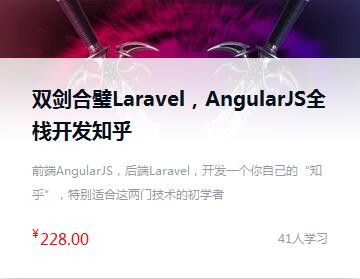 双剑合璧Laravel，AngularJS全
栈开发知乎
前端AngularJS，后端Laravel，开发一个你自己的“知
乎”，特别适合这两门技术的初学者
¥228.00
41人学习